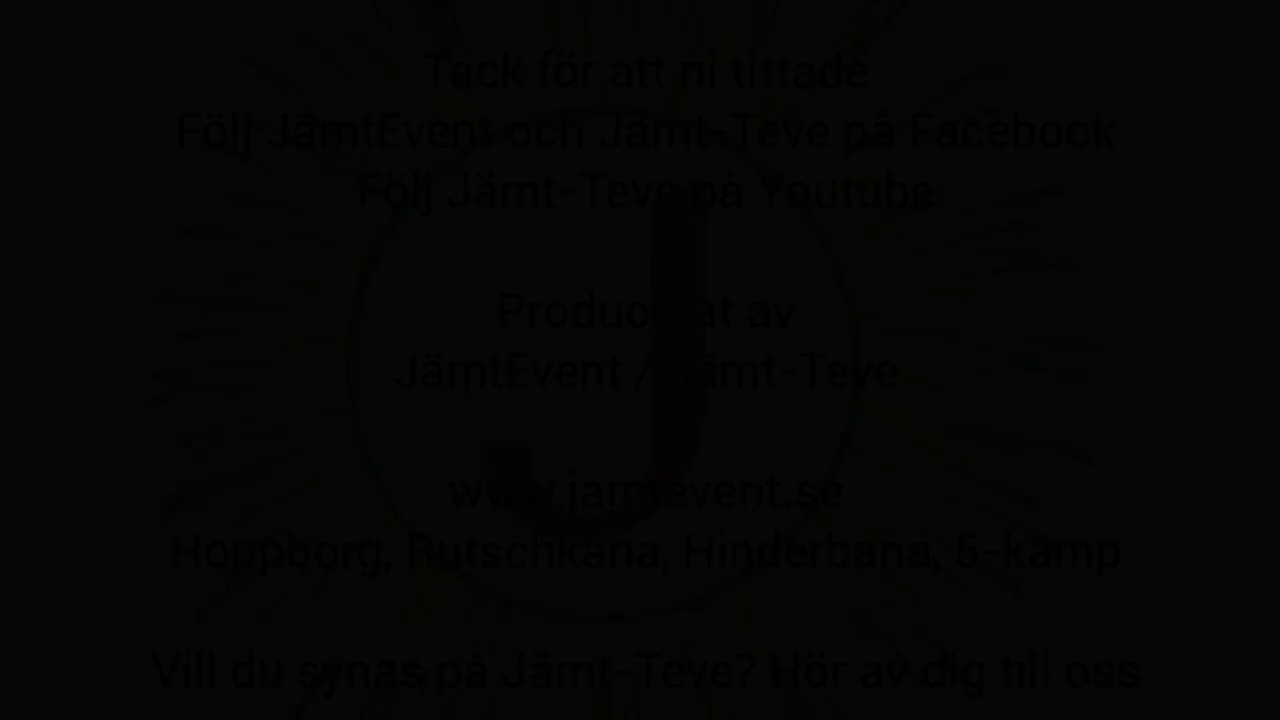 Tack för att ni tittade
Följ JämtEvent och Jämt-Teve på Facebook
Följ Jämt-Teve på Youtube
Producerat av
JämtEvent / Jämt-Teve
www.jamtevent.se
Hoppborg, Rutschkana, Hinderbana, 5-kamp
Vill du synas på Jämt-Teve? Hör av dig till oss
J